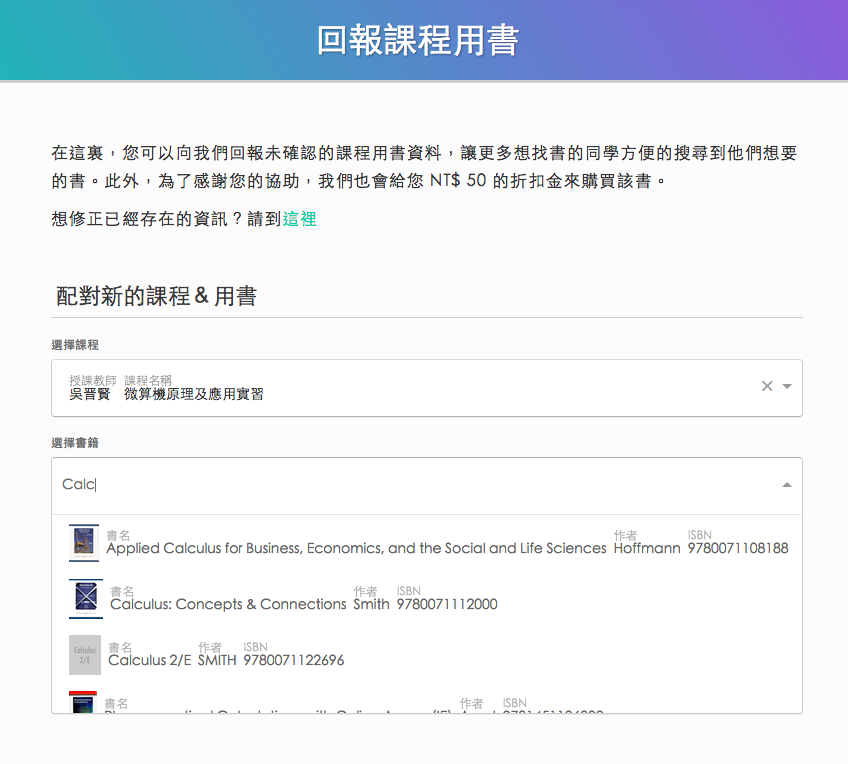 回報課程用書
在這裏，您可以向我們回報未確認的課程用書資料，讓更多想找書的同學方便的搜尋到他們想要
的書。此外，為了感謝您的協助，我們也會給您 NT$ 50 的折扣金來購買該書。
想修正已經存在的資訊？請到這裡
配對新的課程 & 用書
選擇課程
授課教師 課程名稱
吳晋賢 微算機原理及應用實習
選擇書籍
Calc
書名 作者 ISBN
Applied Calculus for Business, Economics, and the Social and Life Sciences Hoffmann 9780071108188
書名 作者 ISBN
Calculus: Concepts & Connections Smith 9780071112000
Calculus
2/E
書名 作者 ISBN
Calculus 2/E SMITH 9780071122696
書名 作者 ISBN